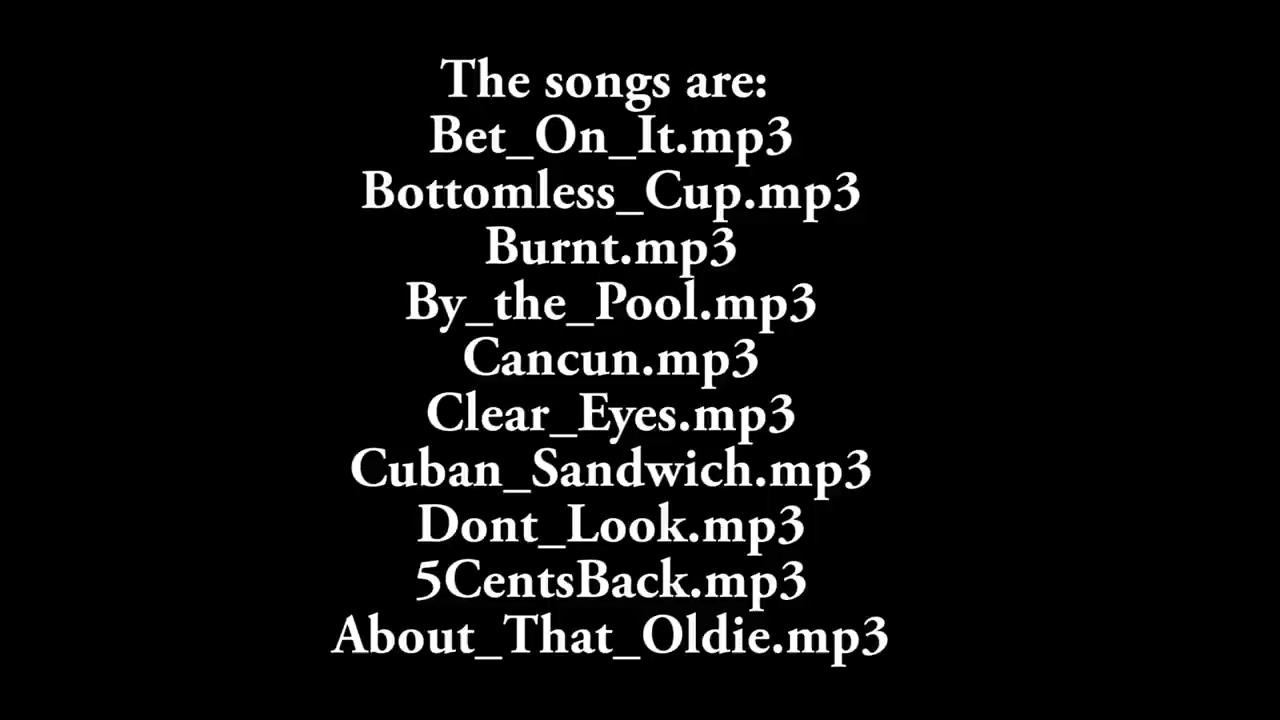 The songs are:
Bet_On_It.mp3
Bottomless_Cup.mp3
Burnt.mp3
By_the_Pool.mp3
Cancun.mp3
Clear_Eyes.mp3
Cuban_Sandwich.mp3
Dont_Look.mp3
5CentsBack.mp3
About_That_Oldie.mp3